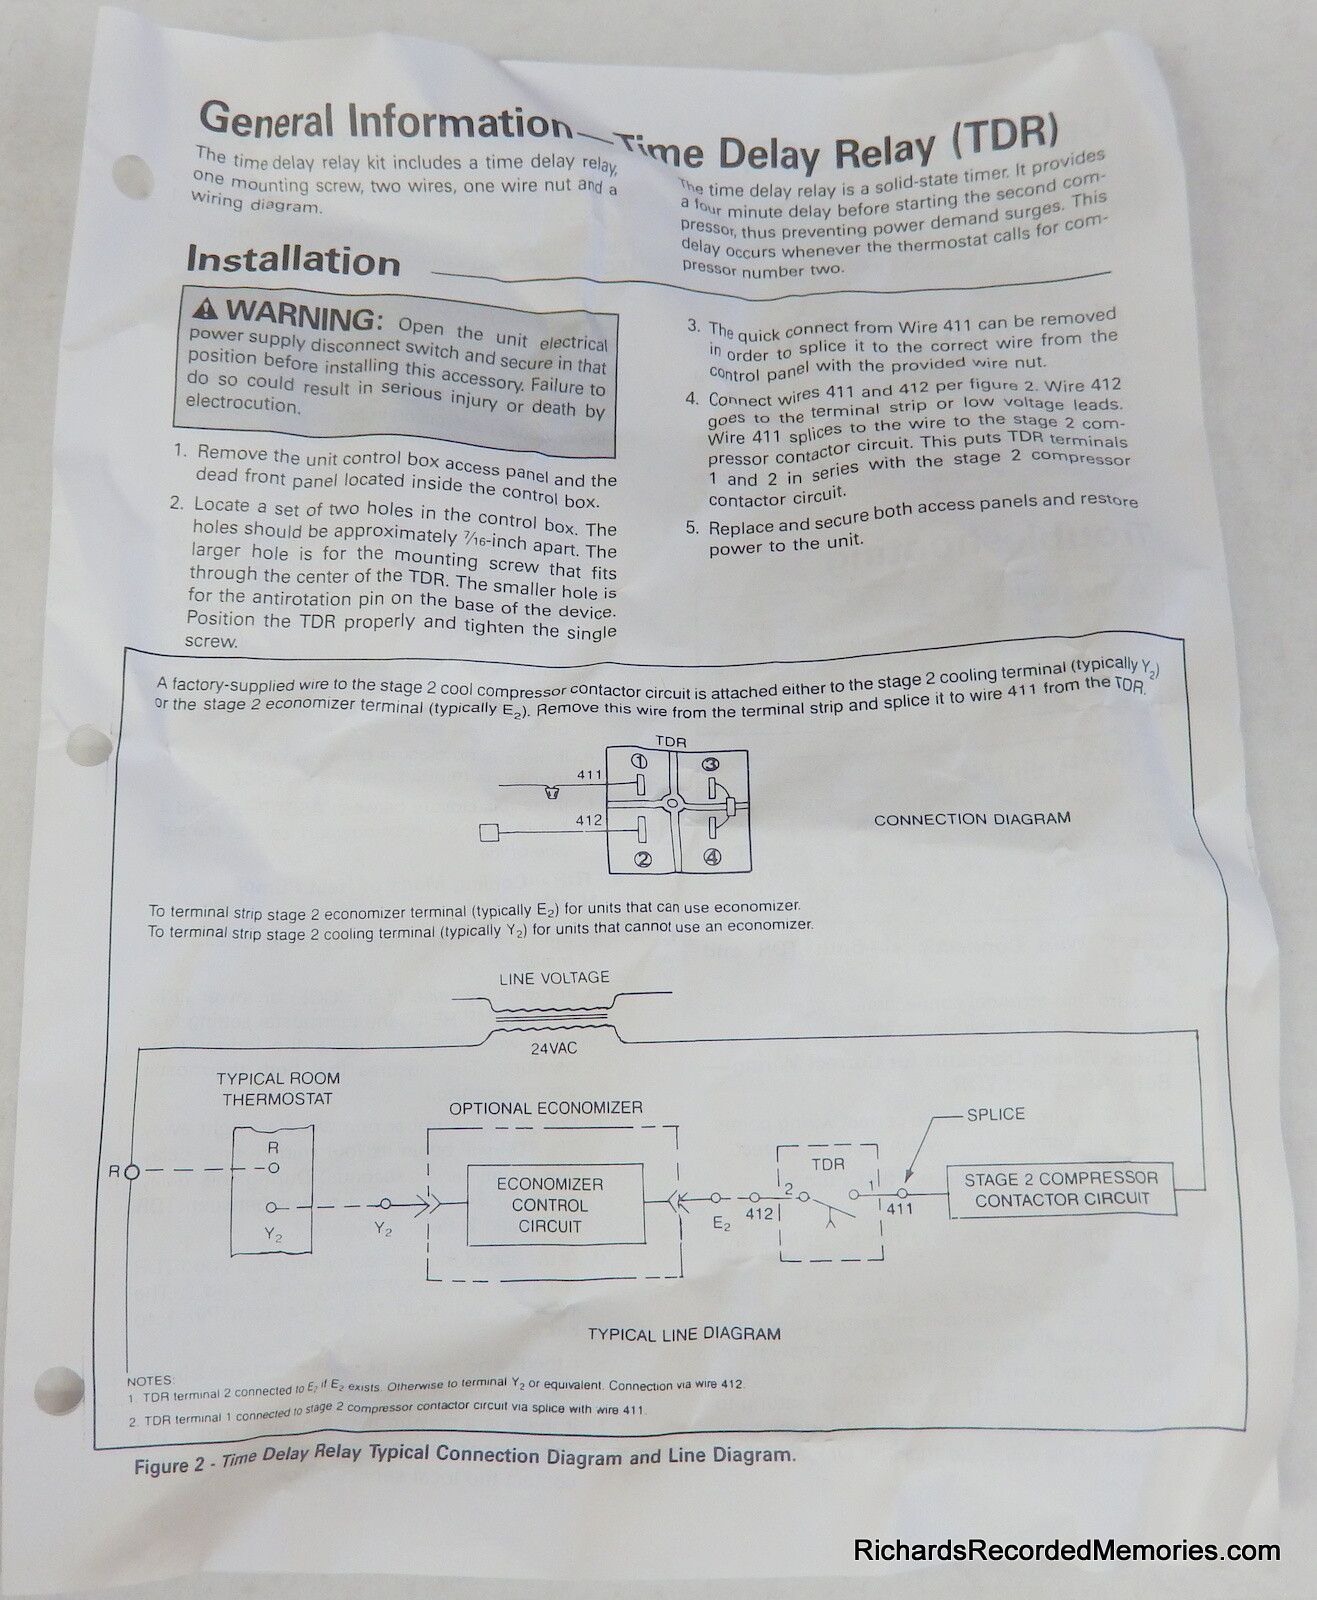 General Information—Time Delay Relay (TDR)
The time delay relay kit includes a time delay relay,
one mounting screw, two wires, one wire nut and a
wiring diagram.
The time delay relay is a solid-state timer. It provides
a four minute delay before starting the second com-
pressor, thus preventing power demand surges. This
delay occurs whenever the thermostat calls for com-
pressor number two.
Installation
⚠ WARNING: Open the unit electrical
power supply disconnect switch and secure in that
position before installing this accessory. Failure to
do so could result in serious injury or death by
electrocution.
1. Remove the unit control box access panel and the
dead front panel located inside the control box.
2. Locate a set of two holes in the control box. The
holes should be approximately 7/16-inch apart. The
larger hole is for the mounting screw that fits
through the center of the TDR. The smaller hole is
for the antirotation pin on the base of the device.
Position the TDR properly and tighten the single
screw.
3. The quick connect from Wire 411 can be removed
in order to splice it to the correct wire from the
control panel with the provided wire nut.
4. Connect wires 411 and 412 per figure 2. Wire 412
goes to the terminal strip or low voltage leads.
Wire 411 splices to the wire to the stage 2 com-
pressor contactor circuit. This puts TDR terminals
1 and 2 in series with the stage 2 compressor
contactor circuit.
5. Replace and secure both access panels and restore
power to the unit.
A factory-supplied wire to the stage 2 cool compressor contactor circuit is attached either to the stage 2 cooling terminal (typically Y2)
or the stage 2 economizer terminal (typically E2). Remove this wire from the terminal strip and splice it to wire 411 from the TDR.
TDR
1 3
411
412
2 4
CONNECTION DIAGRAM
To terminal strip stage 2 economizer terminal (typically E2) for units that can use economizer.
To terminal strip stage 2 cooling terminal (typically Y2) for units that cannot use an economizer.
LINE VOLTAGE
24VAC
TYPICAL ROOM
THERMOSTAT
OPTIONAL ECONOMIZER
SPLICE
R
R
Y2
Y2
ECONOMIZER
CONTROL
CIRCUIT
E2
412
TDR
2 1
411
STAGE 2 COMPRESSOR
CONTACTOR CIRCUIT
TYPICAL LINE DIAGRAM
NOTES:
1. TDR terminal 2 connected to E2 if E2 exists. Otherwise to terminal Y2 or equivalent. Connection via wire 412.
2. TDR terminal 1 connected to stage 2 compressor contactor circuit via splice with wire 411.
Figure 2 - Time Delay Relay Typical Connection Diagram and Line Diagram.
RichardsRecordedMemories.com